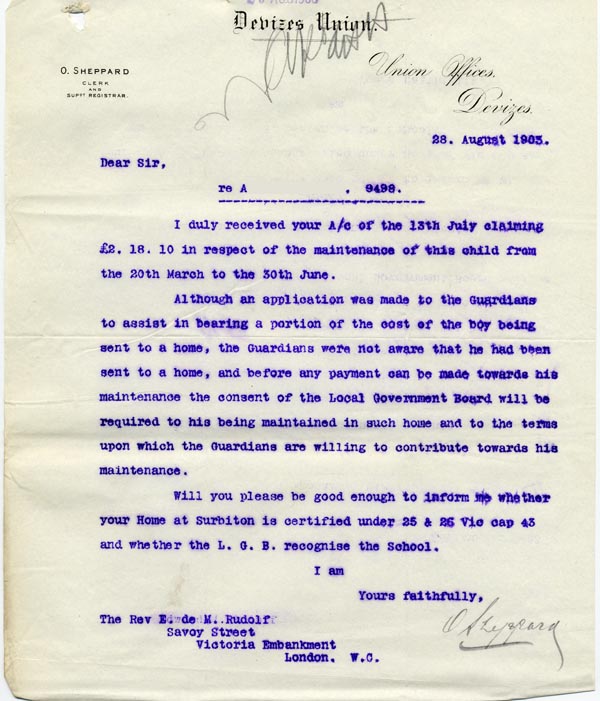 Devizes Union.
O. SHEPPARD
CLERK
AND
SUPT REGISTRAR.
Union Offices.
Devizes.
28. August 1903.
Dear Sir,
re A . 9498.
I duly received your A/c of the 13th July claiming
£2. 18. 10 in respect of the maintenance of this child from
the 20th March to the 30th June.
Although an application was made to the Guardians
to assist in bearing a portion of the cost of the boy being
sent to a home, the Guardians were not aware that he had been
sent to a home, and before any payment can be made towards his
maintenance the consent of the Local Government Board will be
required to his being maintained in such home and to the terms
upon which the Guardians are willing to contribute towards his
maintenance.
Will you please be good enough to inform me whether
your Home at Surbiton is certified under 25 & 26 Vic cap 43
and whether the L. G. B. recognise the School.
I am
Yours faithfully,
O Sheppard
The Rev E. de M. Rudolf
Savoy Street
Victoria Embankment
London. W.C.